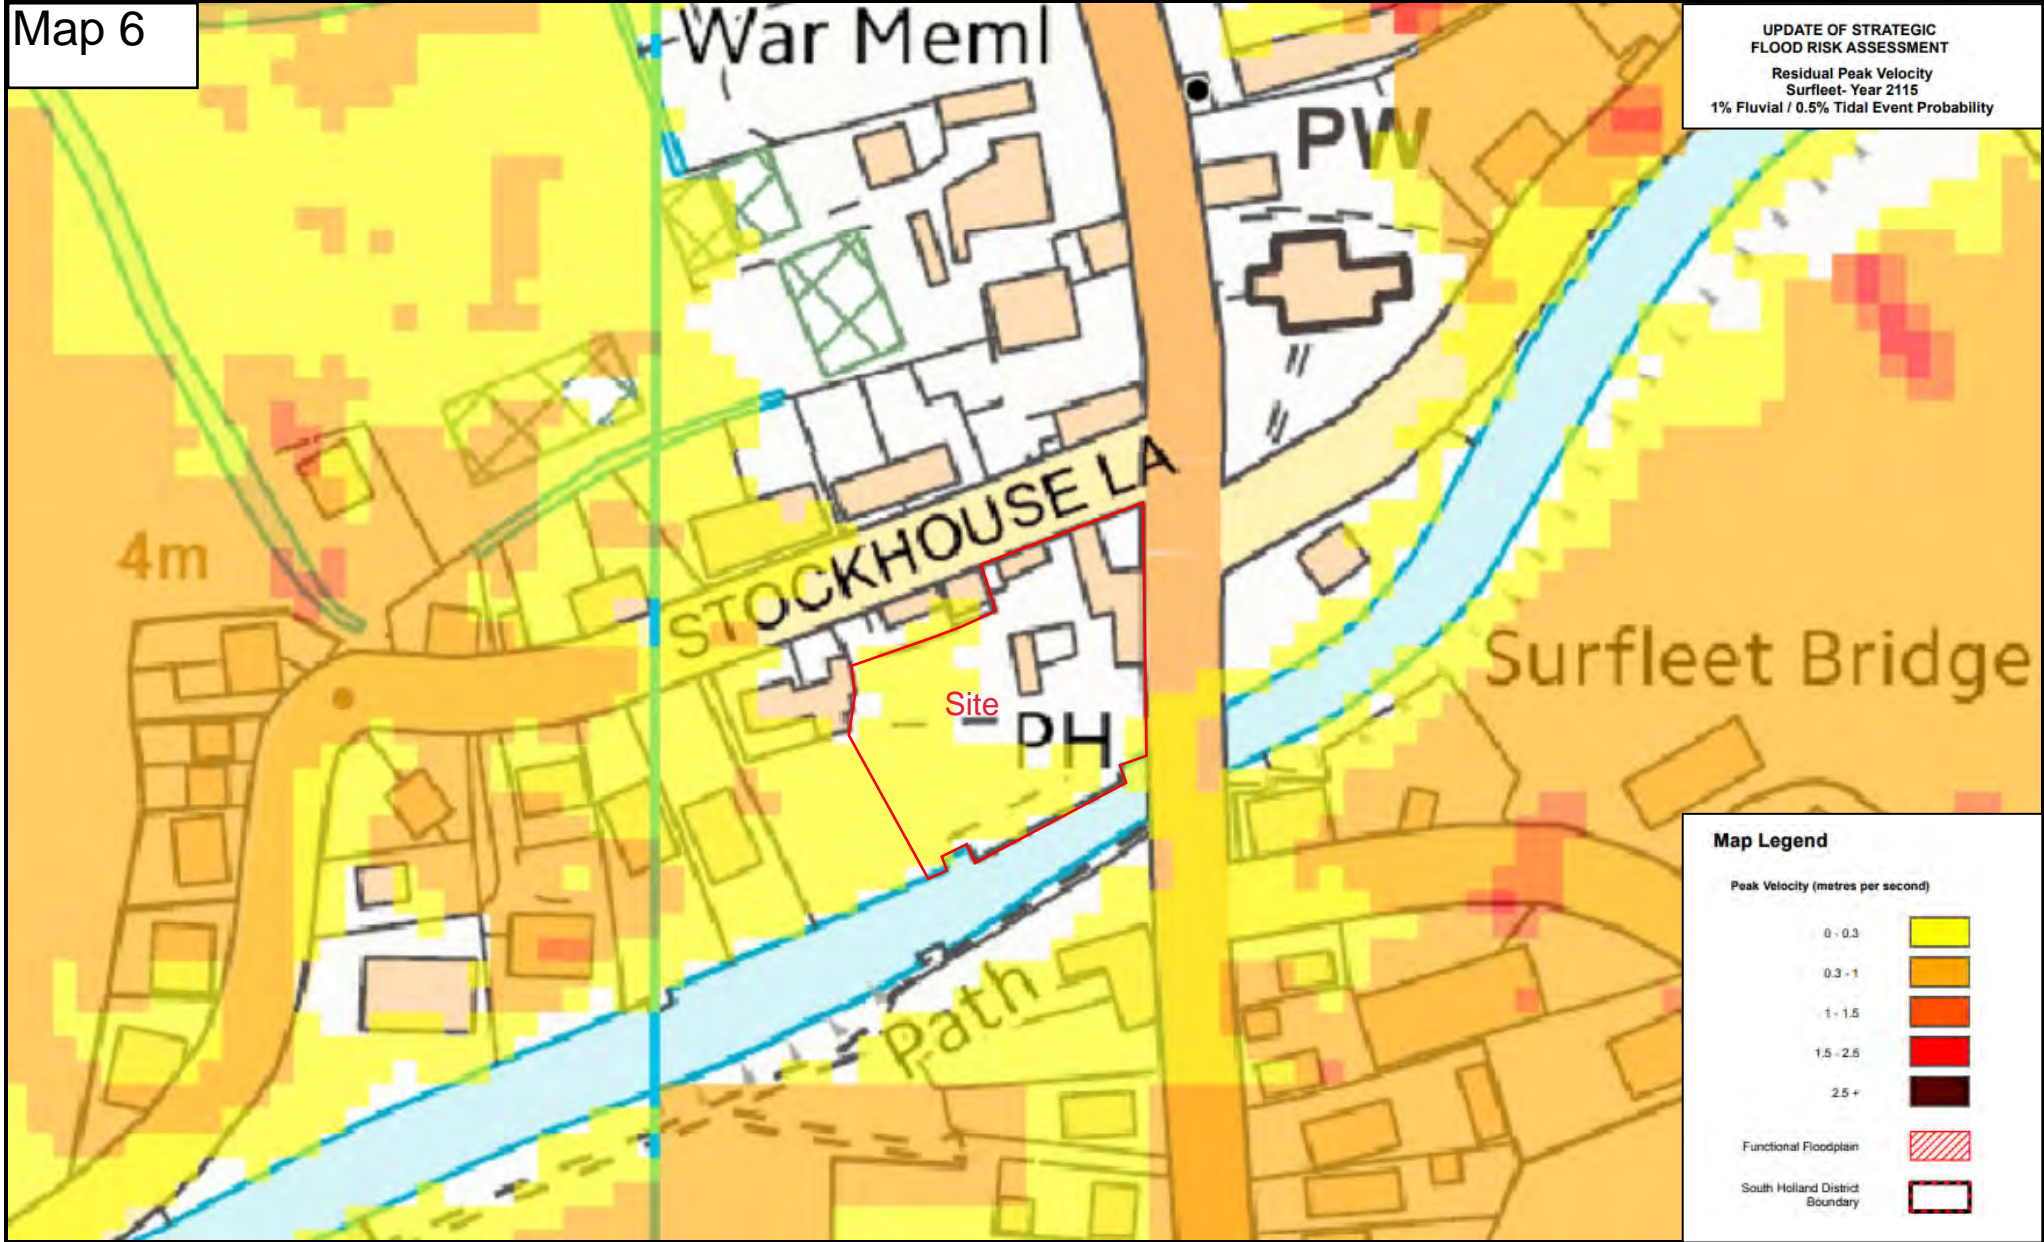 Map 6
War Meml
UPDATE OF STRATEGIC
FLOOD RISK ASSESSMENT
Residual Peak Velocity
Surfleet- Year 2115
1% Fluvial / 0.5% Tidal Event Probability
PW
STOCKHOUSE LA
4m
Surfleet Bridge
Site
PH
Path
Map Legend
Peak Velocity (metres per second)
0 - 0.3
0.3 - 1
1 - 1.5
1.5 - 2.5
2.5 +
Functional Floodplain
South Holland District
Boundary